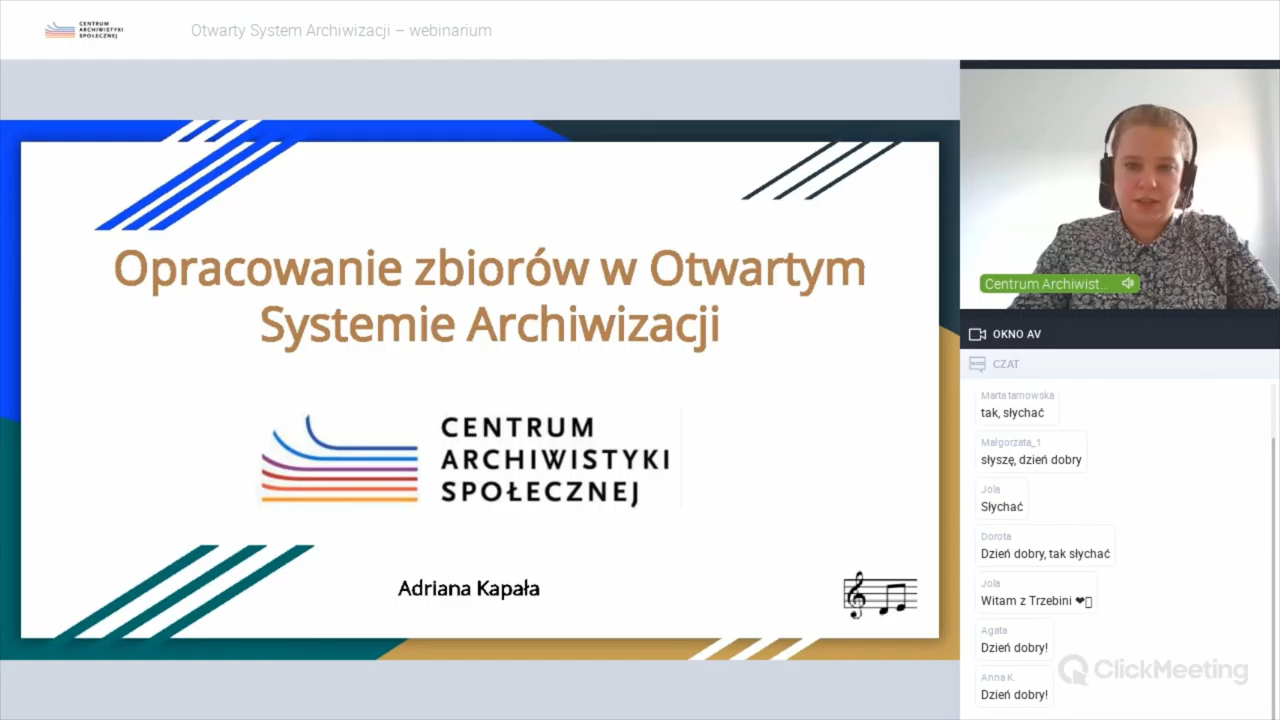 CENTRUM
ARCHIWISTYKI
SPOŁECZNEJ
Otwarty System Archiwizacji – webinarium
Opracowanie zbiorów w Otwartym
Systemie Archiwizacji
CENTRUM
ARCHIWISTYKI
SPOŁECZNEJ
Adriana Kapała
Centrum Archiwist...
OKNO AV
CZAT
Marta tarnowska
tak, słychać
Małgorzata_1
słyszę, dzień dobry
Jola
Słychać
Dorota
Dzień dobry, tak słychać
Jola
Witam z Trzebini ❤
Agata
Dzień dobry!
Anna K.
Dzień dobry!
ClickMeeting